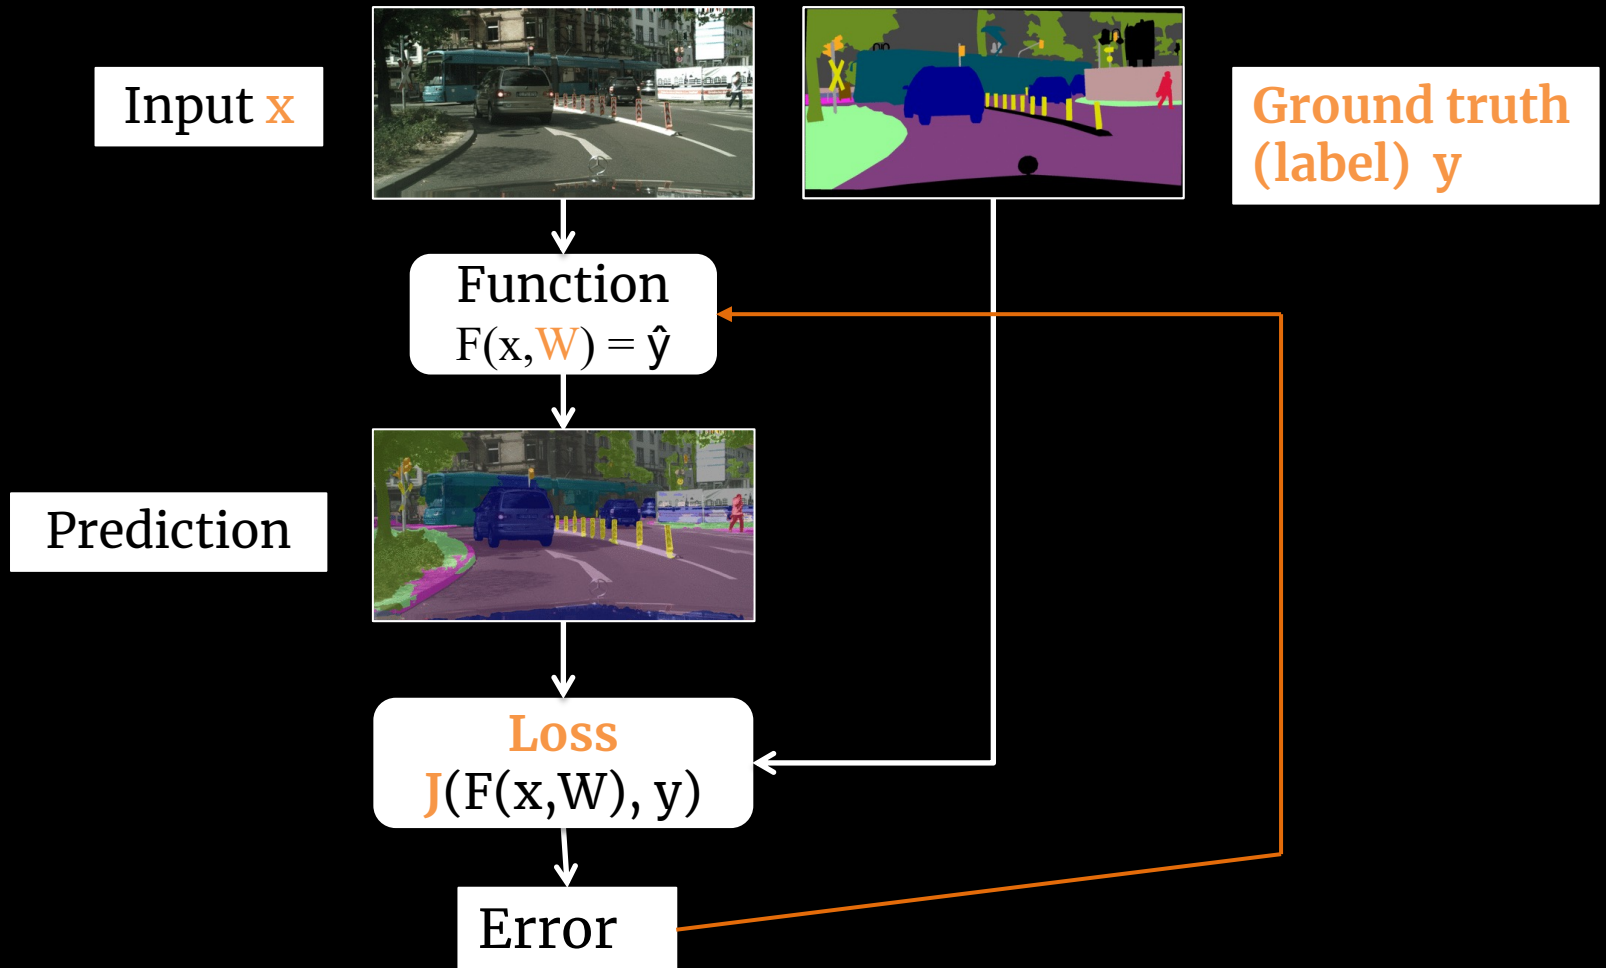 Input x
Ground truth
(label) y
Function
F(x,W) = ŷ
Prediction
Loss
J(F(x,W), y)
Error